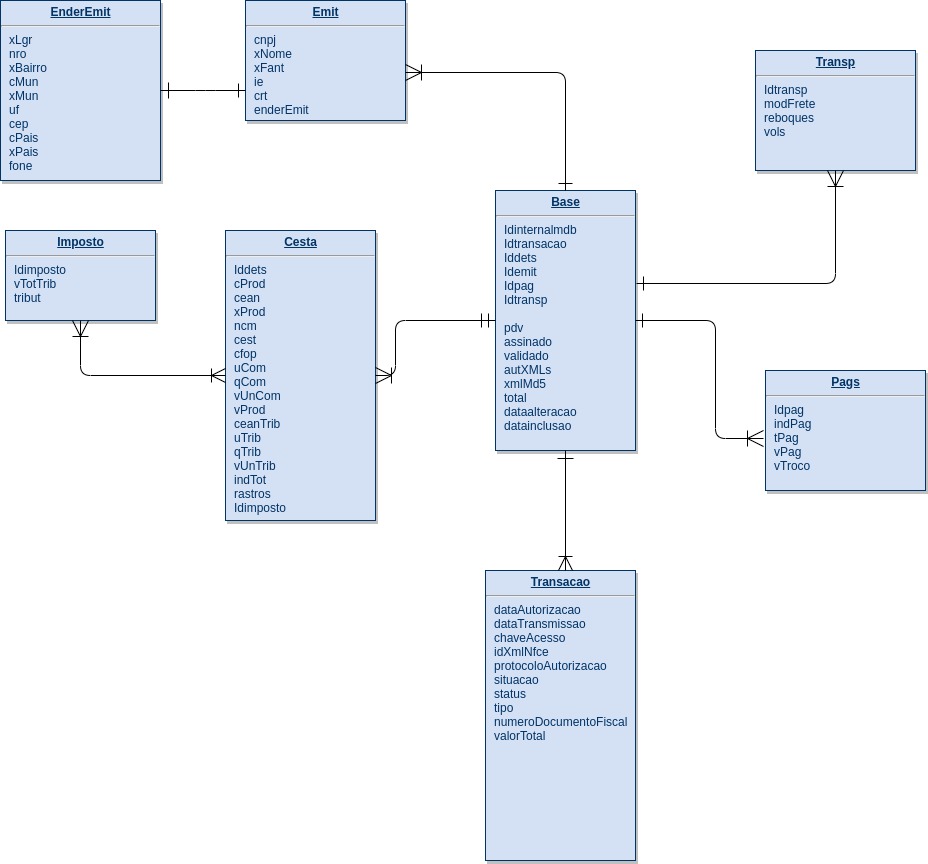 EnderEmit
xLgr
nro
xBairro
cMun
xMun
uf
cep
cPais
xPais
fone
Emit
cnpj
xNome
xFant
ie
crt
enderEmit
Transp
Idtransp
modFrete
reboques
vols
Base
Idinternalmdb
Idtransacao
Iddets
Idemit
Idpag
Idtransp
pdv
assinado
validado
autXMLs
xmlMd5
total
dataalteracao
datainclusao
Imposto
Idimposto
vTotTrib
tribut
Cesta
Iddets
cProd
cean
xProd
ncm
cest
cfop
uCom
qCom
vUnCom
vProd
ceanTrib
uTrib
qTrib
vUnTrib
indTot
rastros
Idimposto
Pags
Idpag
indPag
tPag
vPag
vTroco
Transacao
dataAutorizacao
dataTransmissao
chaveAcesso
idXmlNfce
protocoloAutorizacao
situacao
status
tipo
numeroDocumentoFiscal
valorTotal